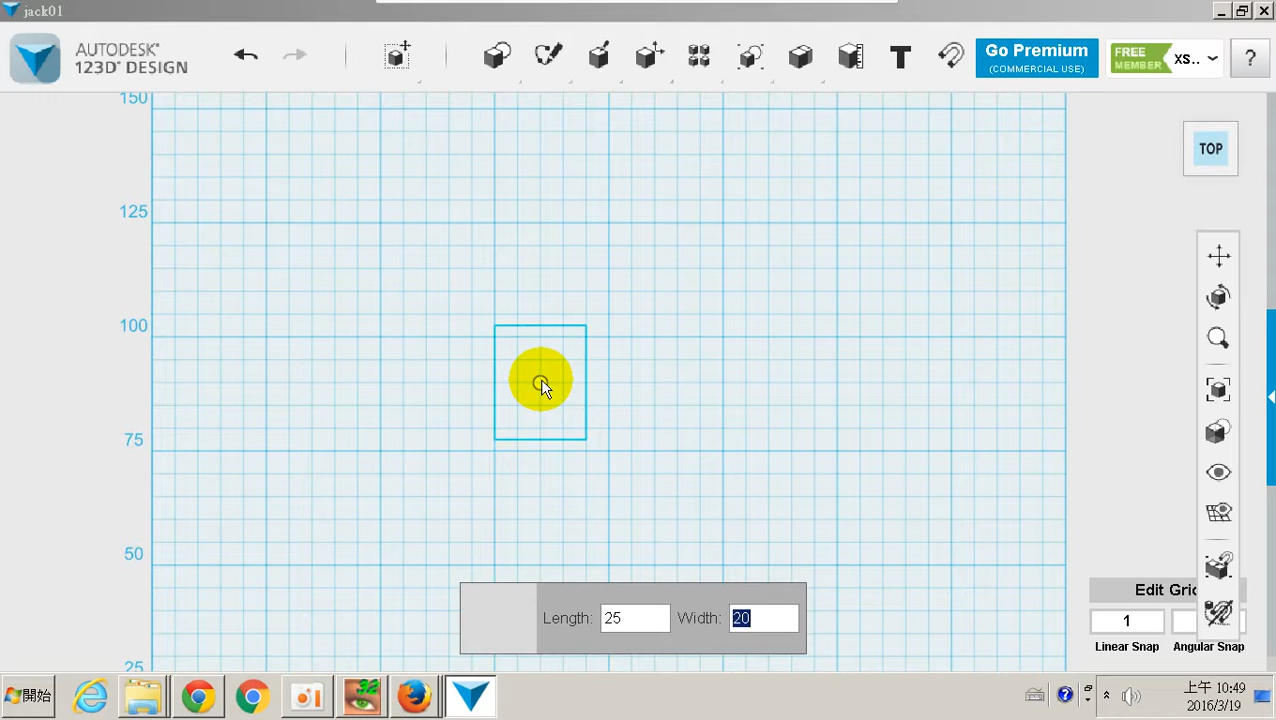 jack01
AUTODESK®
123D® DESIGN
T
Go Premium
(COMMERCIAL USE)
FREE
MEMBER
XS..
?
TOP
150
125
100
75
50
25
Length: 25 Width: 20
Edit Gri
1
Linear Snap
Angular Snap
開始
上午 10:49
2016/3/19